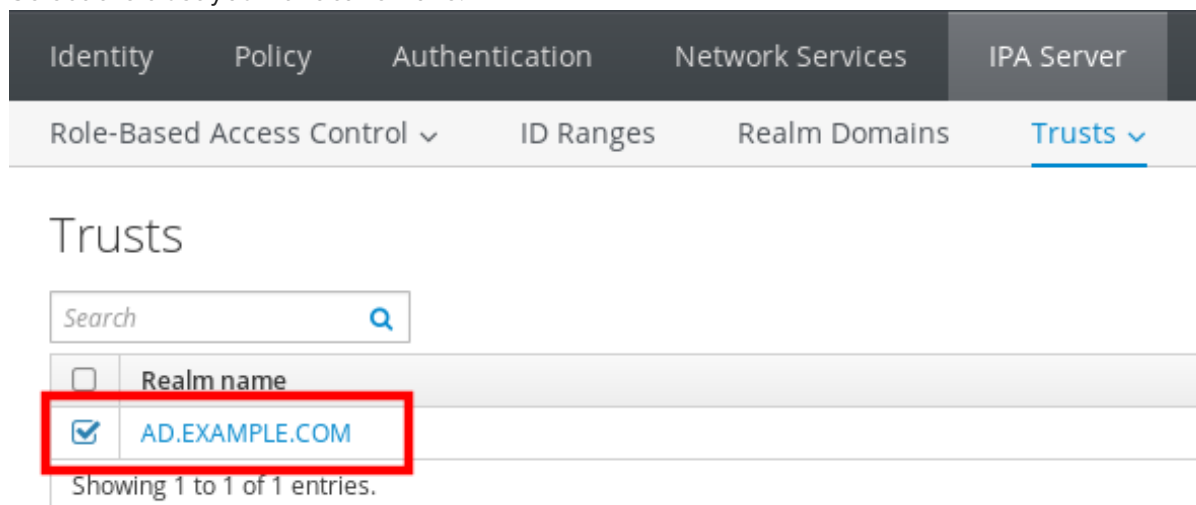 Identity Policy Authentication Network Services IPA Server
Role-Based Access Control ID Ranges Realm Domains Trusts
Trusts
Search
Realm name
AD.EXAMPLE.COM
Showing 1 to 1 of 1 entries.